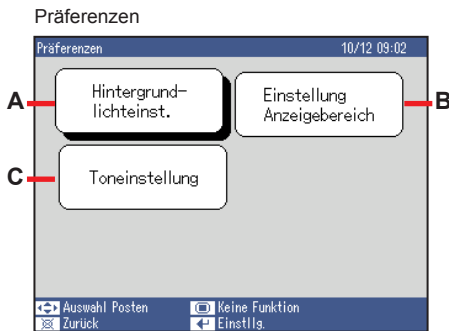 Präferenzen
Präferenzen 10/12 09:02
A
Hintergrund-
lichteinst.
Einstellung
Anzeigebereich
B
C
Toneinstellung
Auswahl Posten Keine Funktion
Zurück Einstllg.